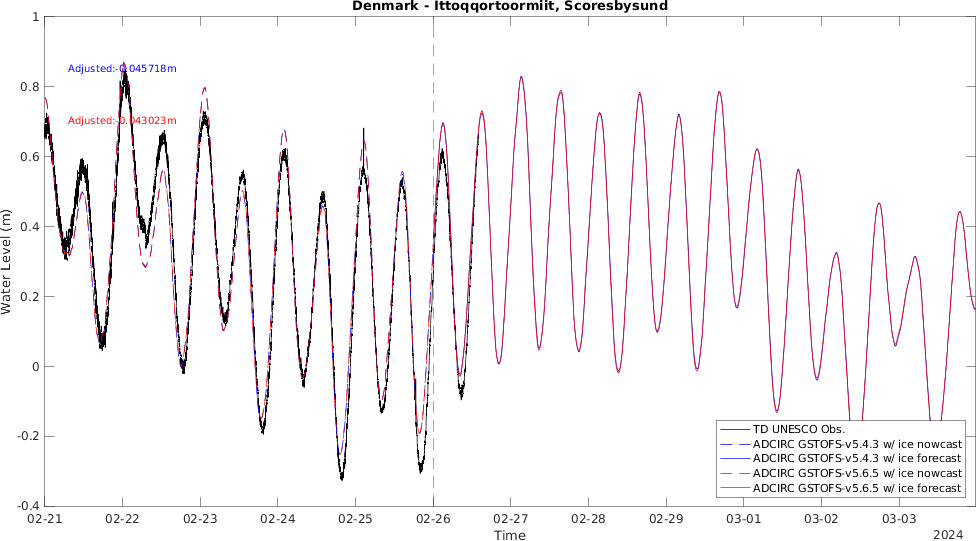 Denmark - Ittoqqortoormiit, Scoresbysund
Adjusted:-0.045718m
Adjusted:-0.043023m
Water Level (m)
1
0.8
0.6
0.4
0.2
0
-0.2
-0.4
TD UNESCO Obs.
ADCIRC GSTOFS-v5.4.3 w/ ice nowcast
ADCIRC GSTOFS-v5.4.3 w/ ice forecast
ADCIRC GSTOFS-v5.6.5 w/ ice nowcast
ADCIRC GSTOFS-v5.6.5 w/ ice forecast
02-21 02-22 02-23 02-24 02-25 02-26 02-27 02-28 02-29 03-01 03-02 03-03
Time
2024